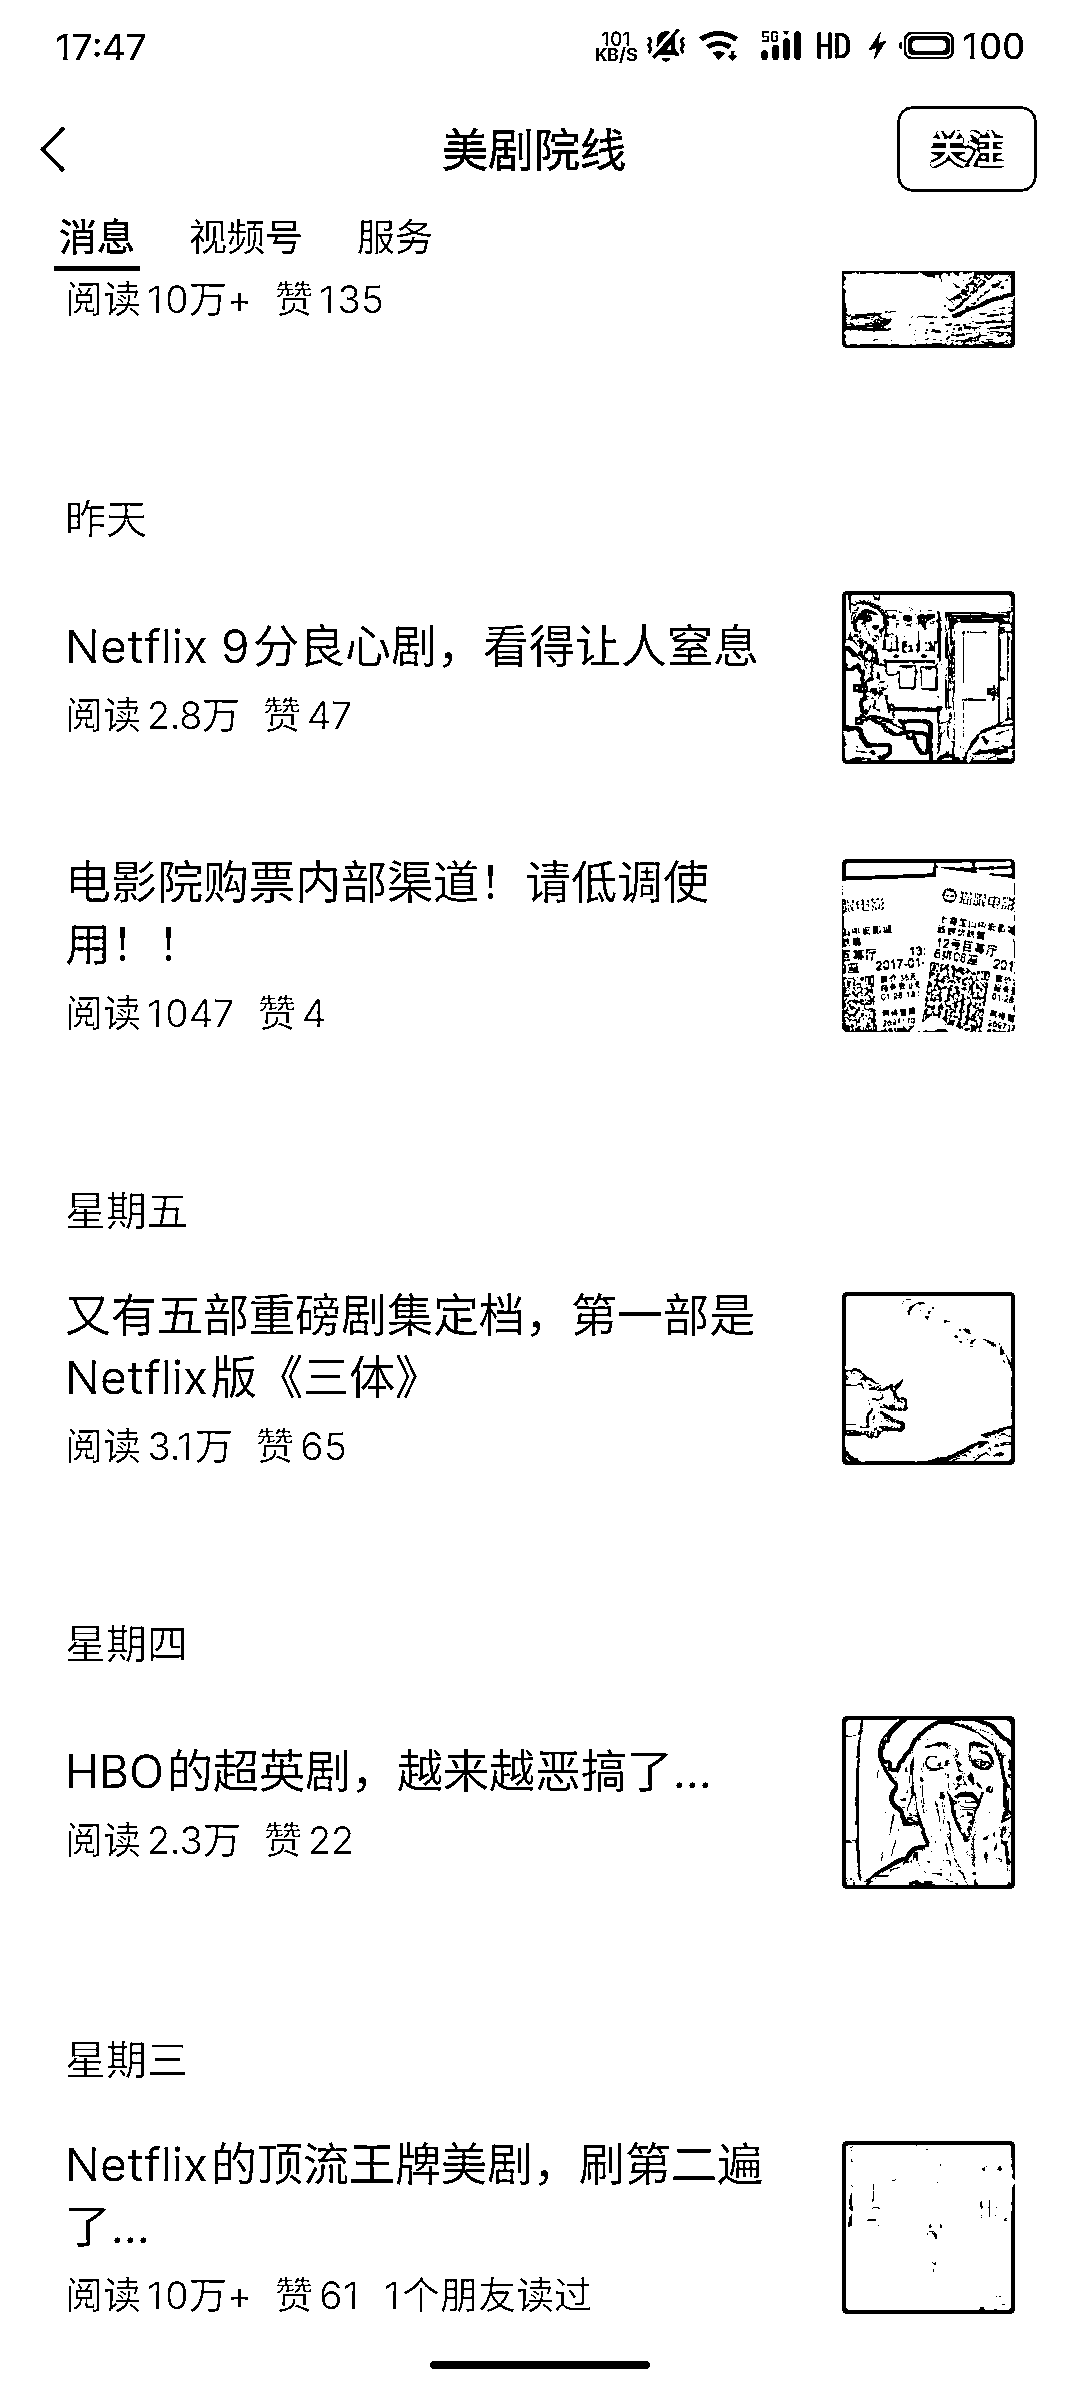 17:47
101 KB/S 5G HD 100
美剧院线
关注
消息 视频号 服务
阅读10万+ 赞135
昨天
Netflix 9分良心剧，看得让人窒息
阅读2.8万 赞47
电影院购票内部渠道！请低调使
用！！
阅读1047 赞4
12号巨幕厅
星期五
又有五部重磅剧集定档，第一部是
Netflix版《三体》
阅读3.1万 赞65
星期四
HBO的超英剧，越来越恶搞了...
阅读2.3万 赞22
星期三
Netflix的顶流王牌美剧，刷第二遍
了...
阅读10万+ 赞61 1个朋友读过